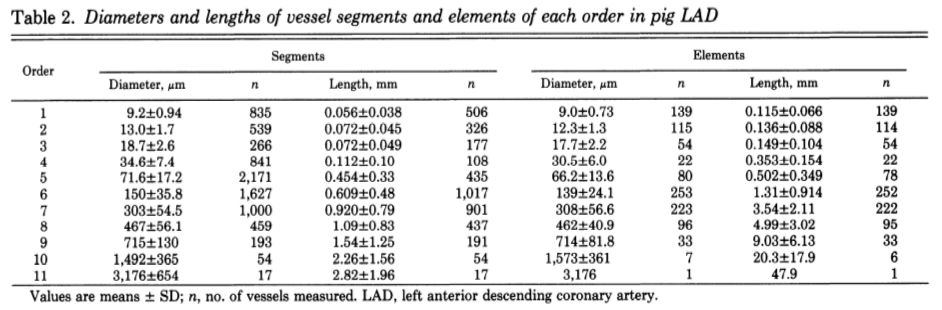 Table 2. Diameters and lengths of vessel segments and elements of each order in pig LAD
Segments Elements
Order
Diameter, μm n Length, mm n Diameter, μm n Length, mm n
1 9.2±0.94 835 0.056±0.038 506 9.0±0.73 139 0.115±0.066 139
2 13.0±1.7 539 0.072±0.045 326 12.3±1.3 115 0.136±0.088 114
3 18.7±2.6 266 0.072±0.049 177 17.7±2.2 54 0.149±0.104 54
4 34.6±7.4 841 0.112±0.10 108 30.5±6.0 22 0.353±0.154 22
5 71.6±17.2 2,171 0.454±0.33 435 66.2±13.6 80 0.502±0.349 78
6 150±35.8 1,627 0.609±0.48 1,017 139±24.1 253 1.31±0.914 252
7 303±54.5 1,000 0.920±0.79 901 308±56.6 223 3.54±2.11 222
8 467±56.1 459 1.09±0.83 437 462±40.9 96 4.99±3.02 95
9 715±130 193 1.54±1.25 191 714±81.8 33 9.03±6.13 33
10 1,492±365 54 2.26±1.56 54 1,573±361 7 20.3±17.9 6
11 3,176±654 17 2.82±1.96 17 3,176 1 47.9 1
Values are means ± SD; n, no. of vessels measured. LAD, left anterior descending coronary artery.